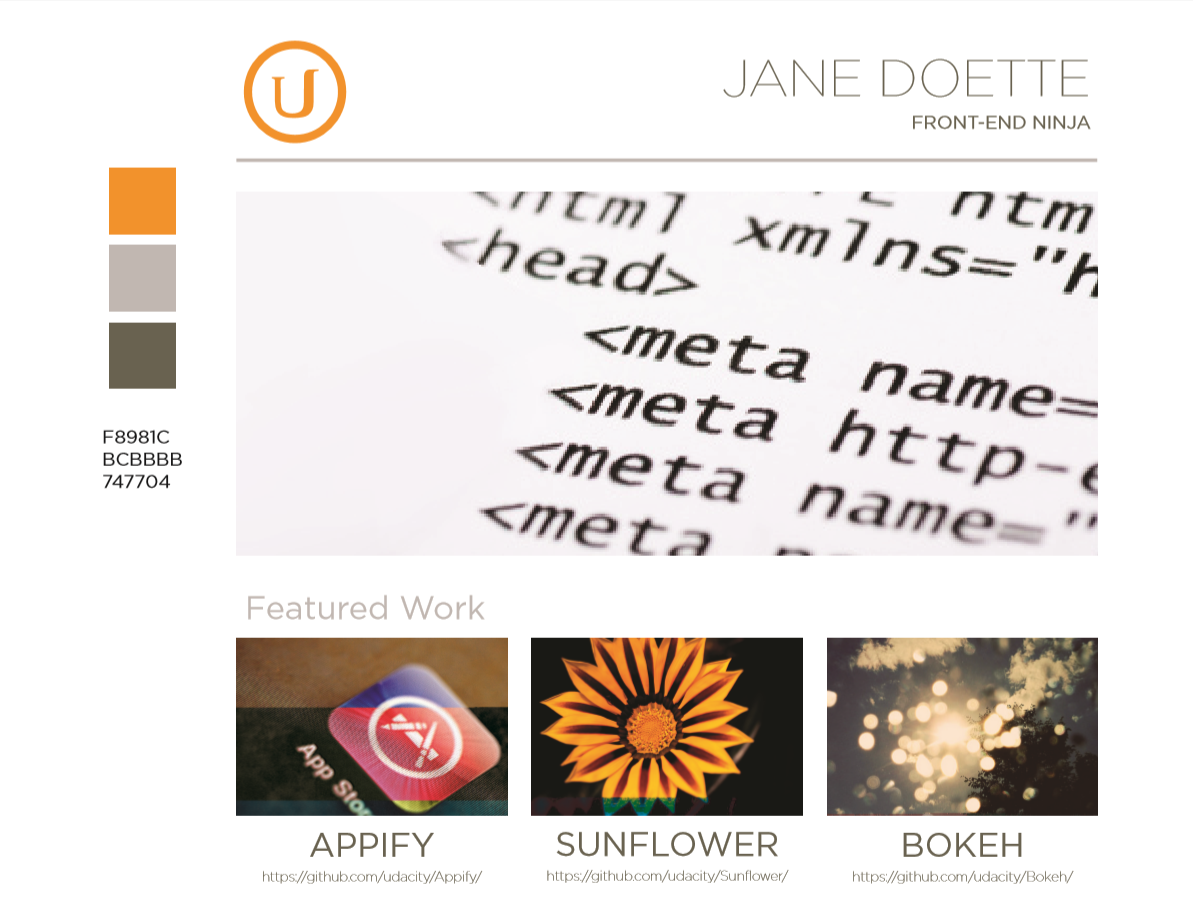 U
JANE DOETTE
FRONT-END NINJA
F8981C
BCBBBB
747704
<html
htm
<head>
xmlns="h
<meta name=
<meta http-e
<meta name="
<meta
Featured Work
App Sto
APPIFY
SUNFLOWER
BOKEH
https://github.com/udacity/Appify/
https://github.com/udacity/Sunflower/
https://github.com/udacity/Bokeh/